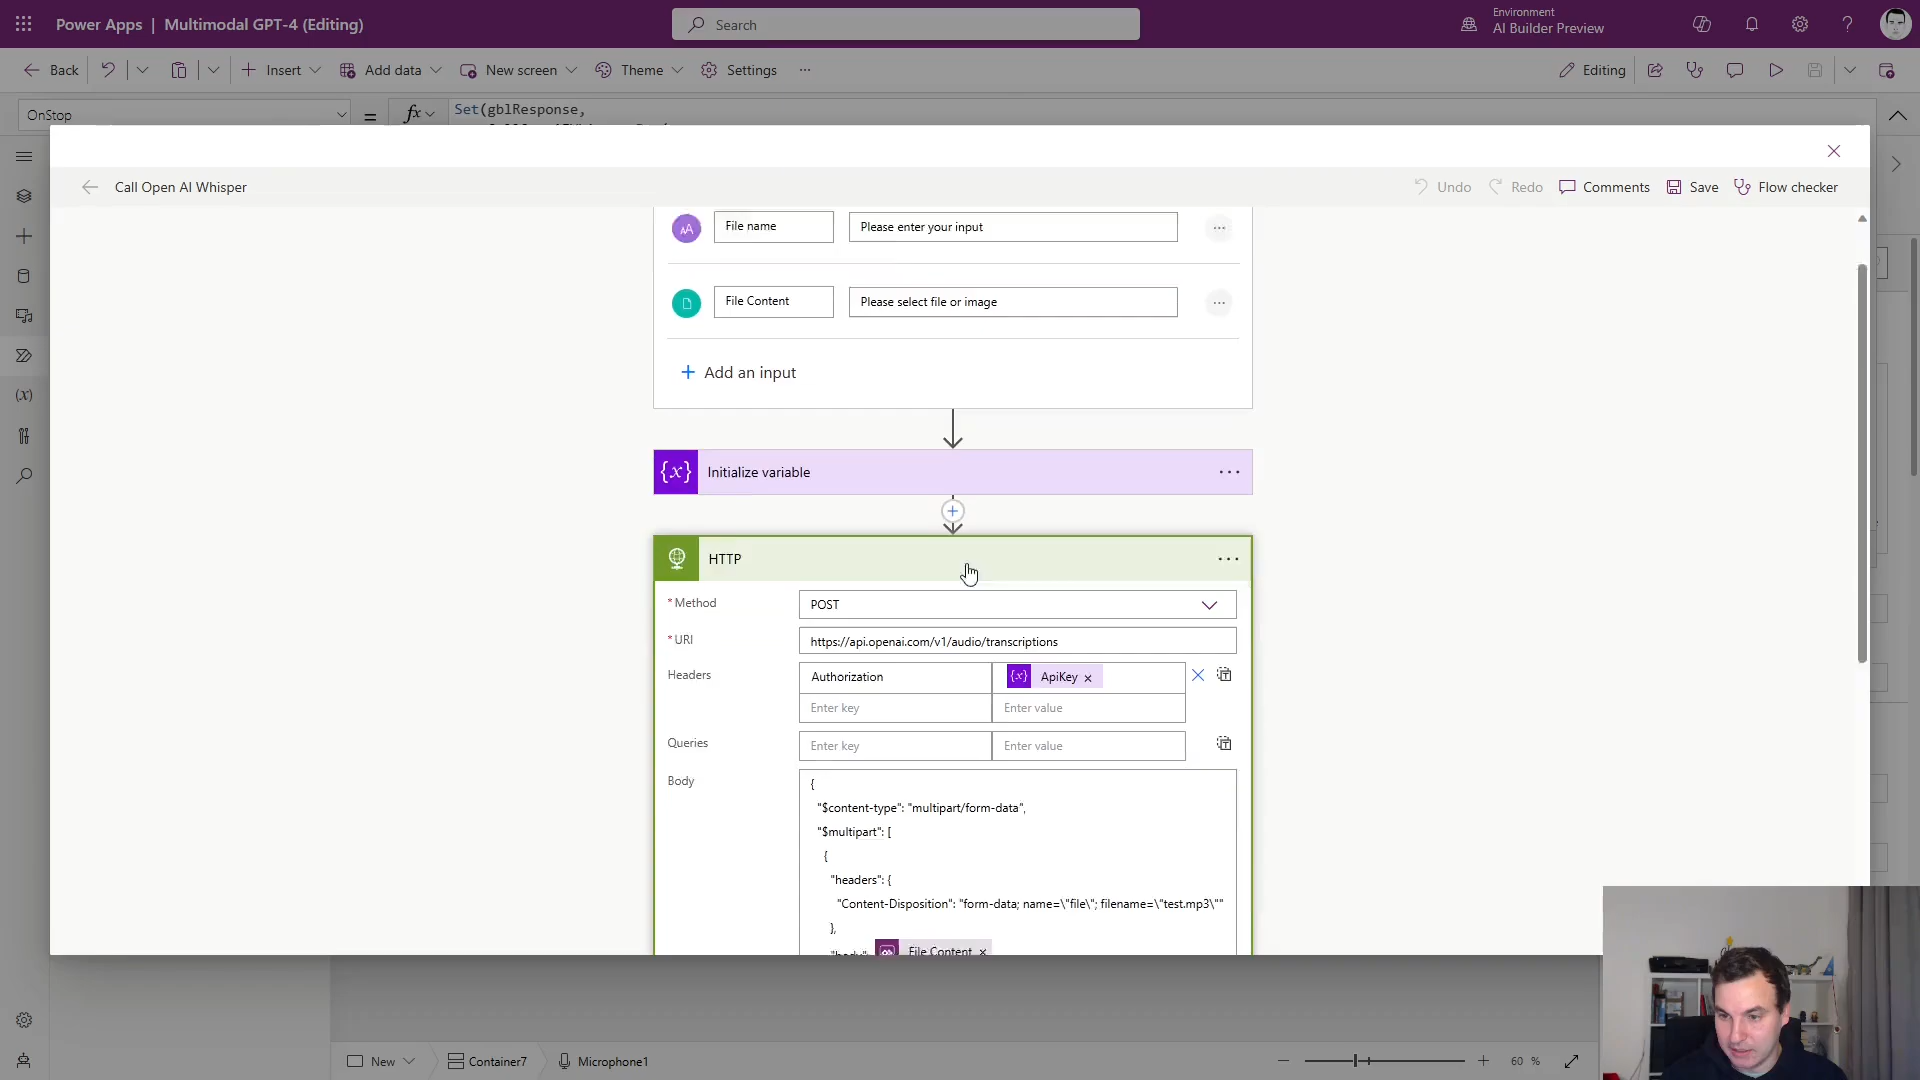 Power Apps | Multimodal GPT-4 (Editing)
Search
Environment
AI Builder Preview
Back
Insert
Add data
New screen
Theme
Settings
Editing
OnStop
=
fx
Set(gblResponse,
Call Open AI Whisper
Undo
Redo
Comments
Save
Flow checker
File name
Please enter your input
File Content
Please select file or image
Add an input
{x}
Initialize variable
HTTP
* Method
POST
* URI
https://api.openai.com/v1/audio/transcriptions
Headers
Authorization
{x} ApiKey
Enter key
Enter value
Queries
Enter key
Enter value
Body
{
"$content-type": "multipart/form-data",
"$multipart": [
{
"headers": {
"Content-Disposition": "form-data; name=\"file\"; filename=\"test.mp3\""
},
"body": File Content
New
Container7
Microphone1
60 %